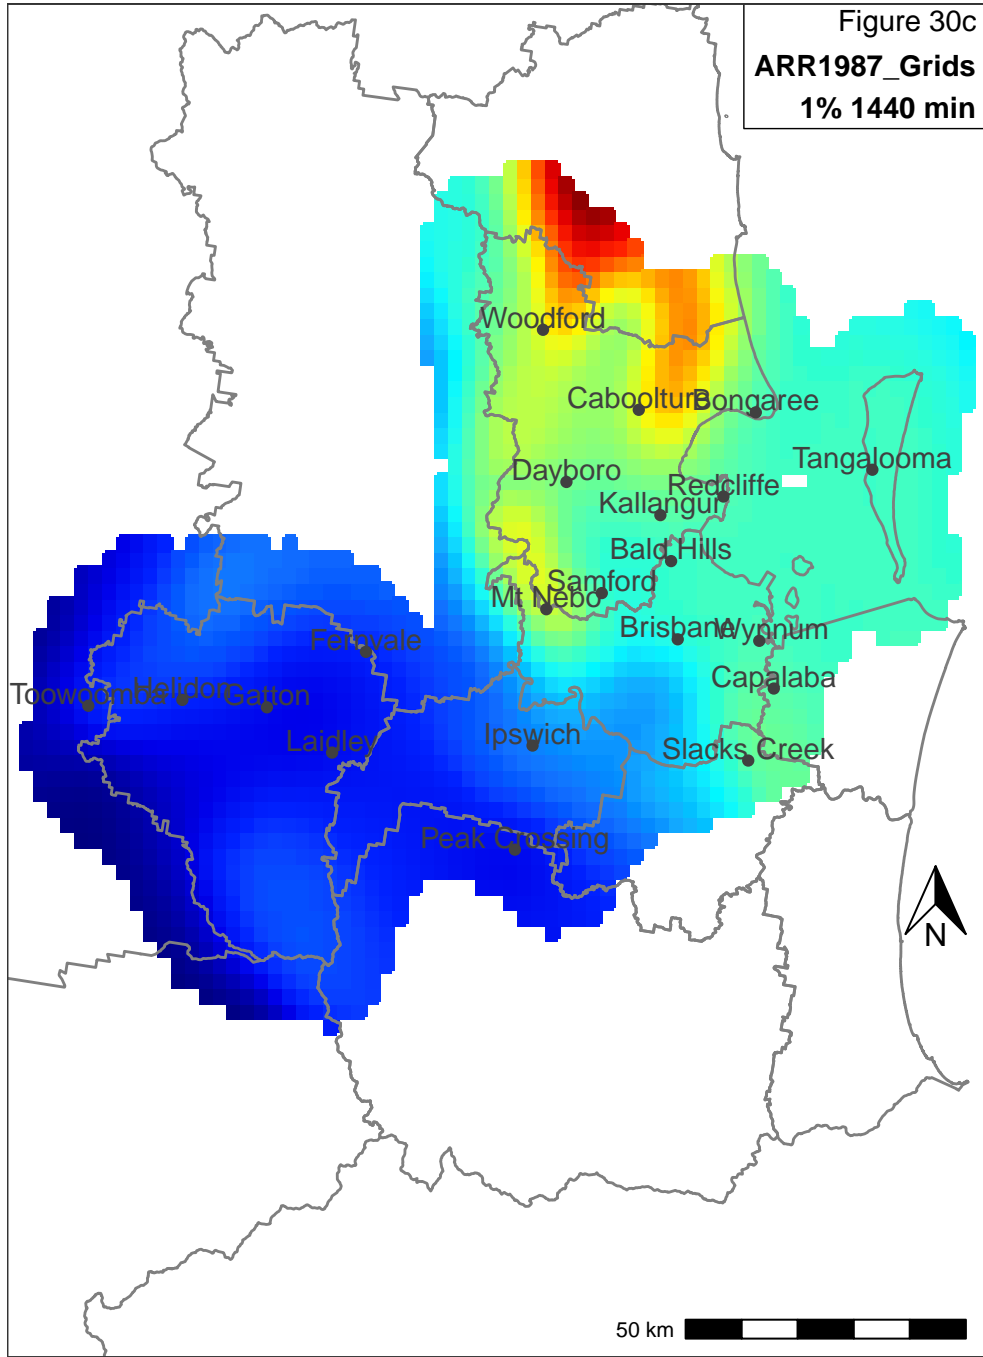 Figure 30c
ARR1987_Grids
1% 1440 min
Woodford
Caboolture
Bongaree
Tangalooma
Dayboro
Redcliffe
Kallangur
Bald Hills
Samford
Mt Nebo
Brisbane
Wynnum
Fernvale
Capalaba
Toowoomba
Helidon
Gatton
Ipswich
Laidley
Slacks Creek
Peak Crossing
N
50 km